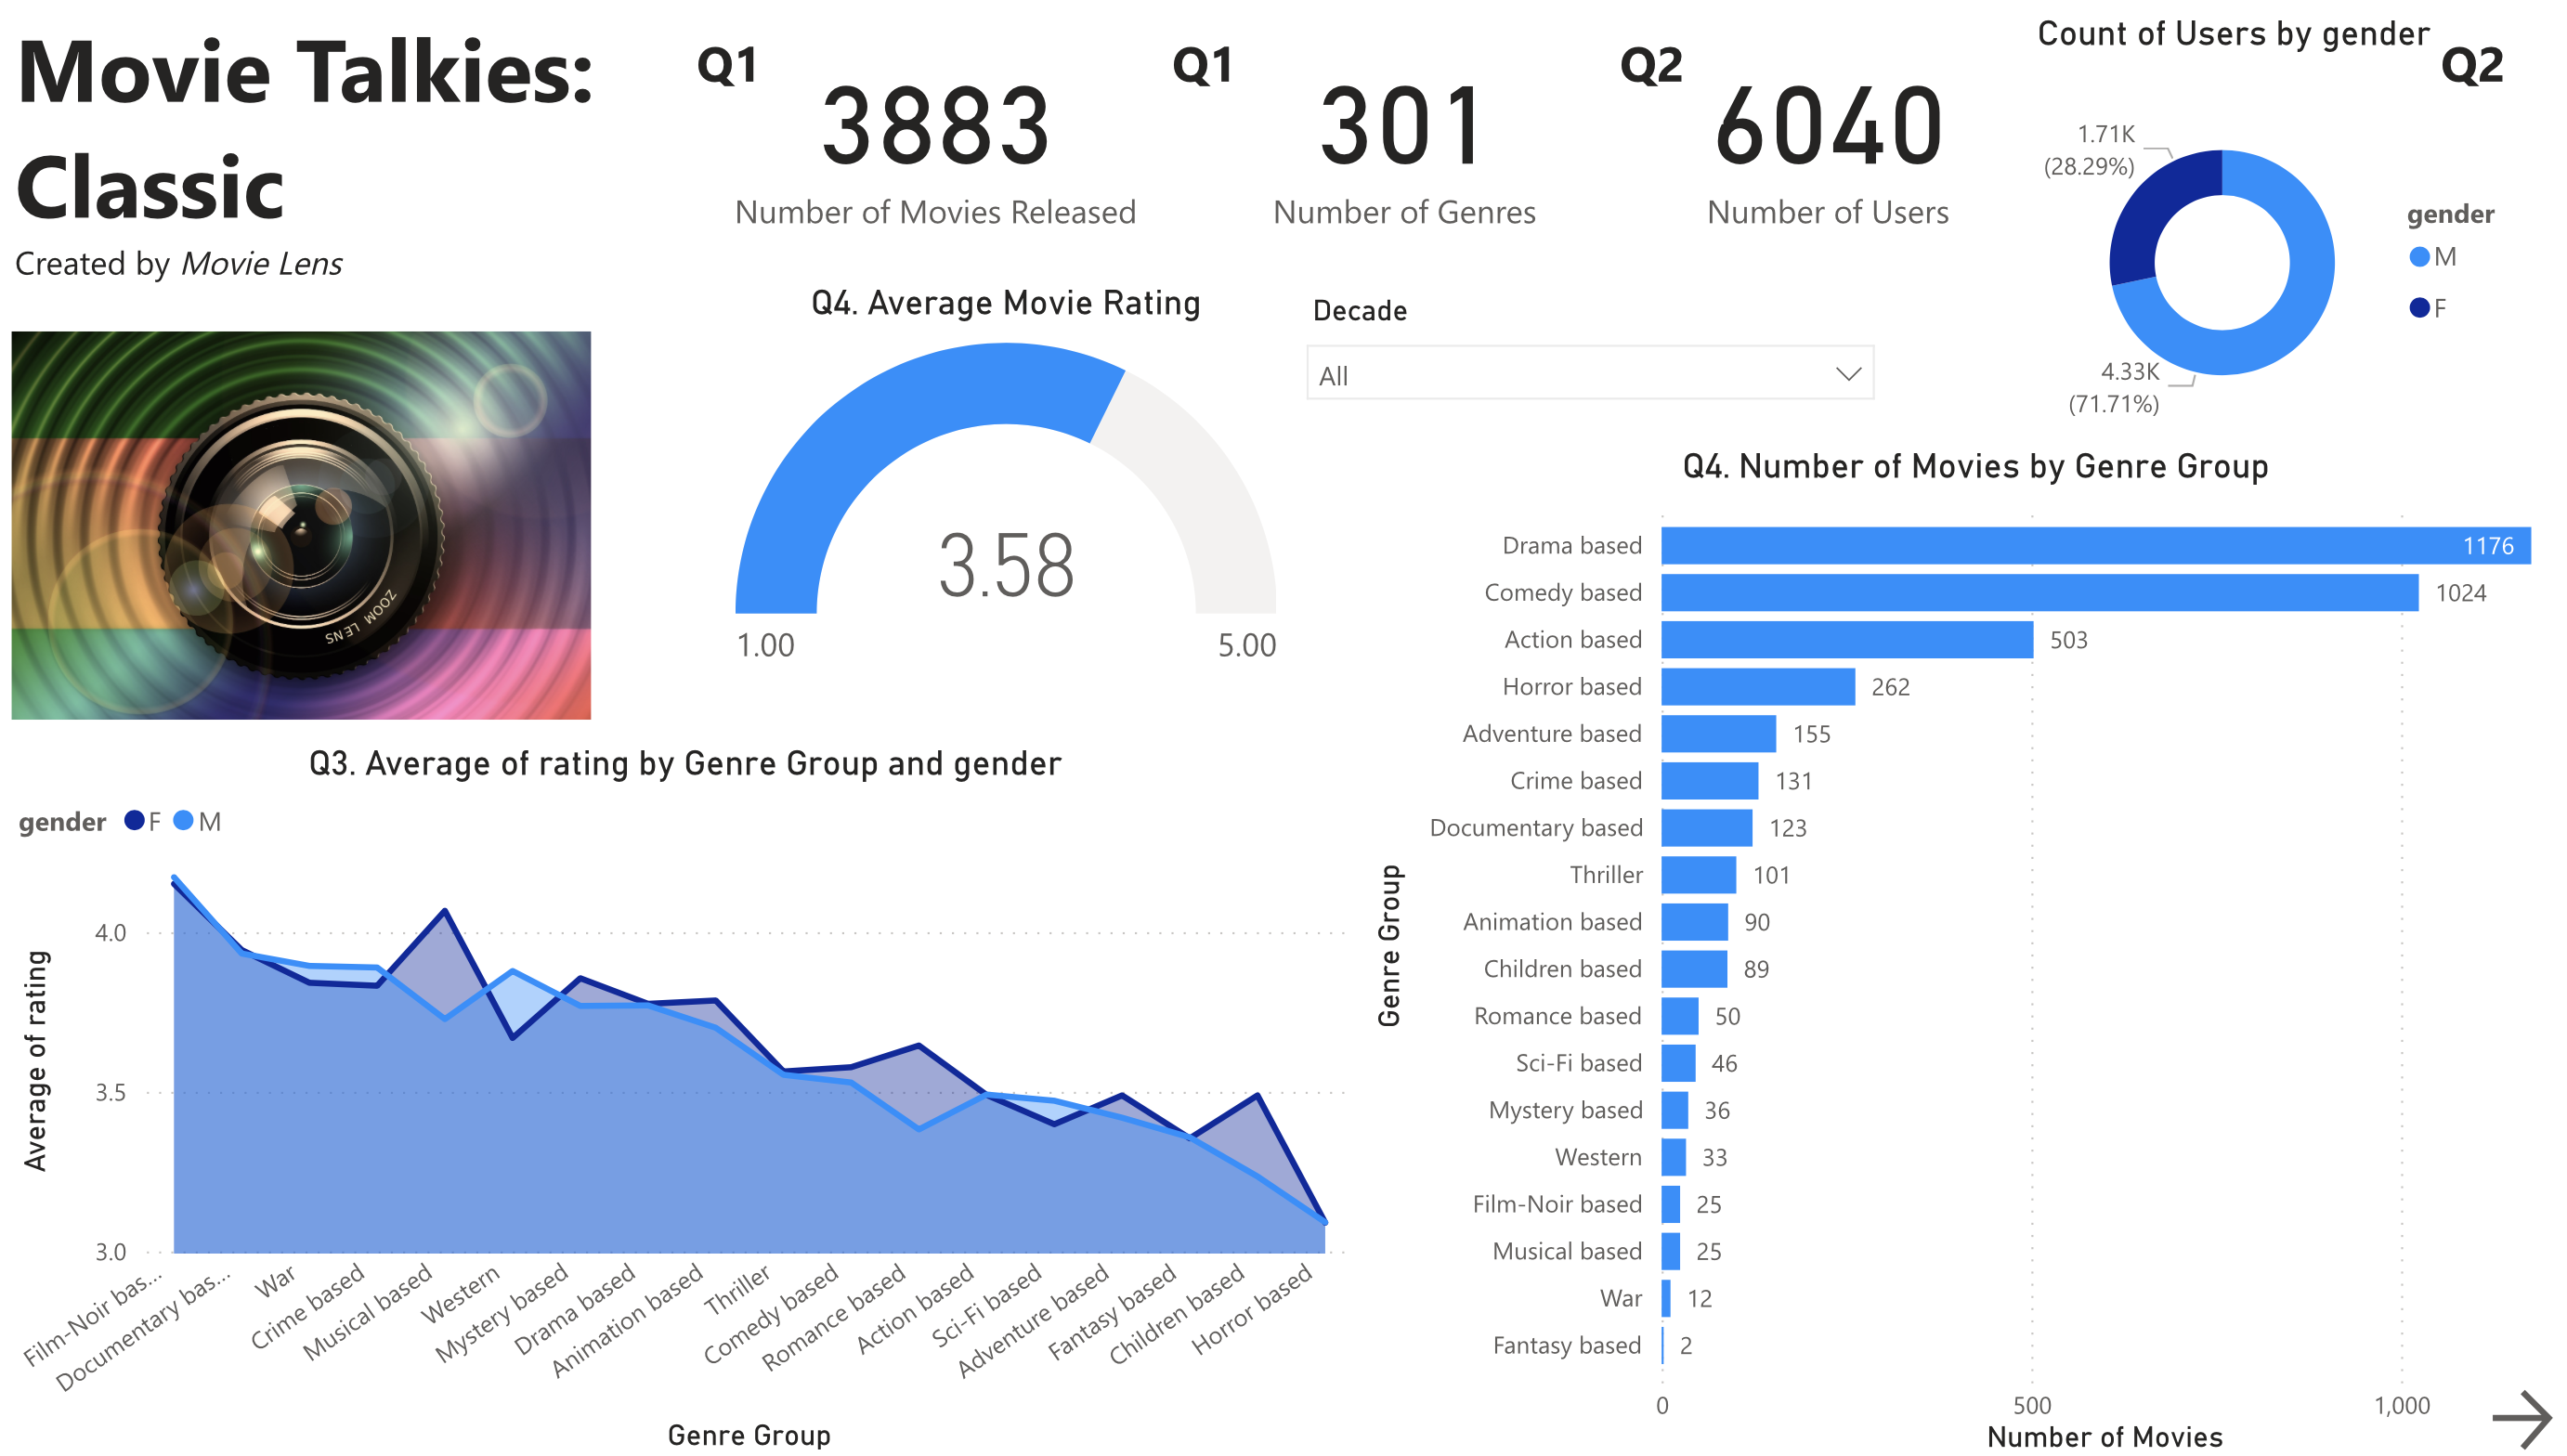 Movie Talkies:
Classic
Created by Movie Lens
Q1
3883
Number of Movies Released
Q1
301
Number of Genres
Q2
6040
Number of Users
Count of Users by gender
Q2
1.71K
(28.29%)
4.33K
(71.71%)
gender
M
F
Q4. Average Movie Rating
3.58
1.00
5.00
Decade
All
ZOOM LENS
Q3. Average of rating by Genre Group and gender
gender F M
Average of rating
4.0
3.5
3.0
Film-Noir bas...
Documentary bas...
War
Crime based
Musical based
Western
Mystery based
Drama based
Animation based
Thriller
Comedy based
Romance based
Action based
Sci-Fi based
Adventure based
Fantasy based
Children based
Horror based
Genre Group
Q4. Number of Movies by Genre Group
Genre Group
Drama based 1176
Comedy based 1024
Action based 503
Horror based 262
Adventure based 155
Crime based 131
Documentary based 123
Thriller 101
Animation based 90
Children based 89
Romance based 50
Sci-Fi based 46
Mystery based 36
Western 33
Film-Noir based 25
Musical based 25
War 12
Fantasy based 2
0 500 1,000
Number of Movies